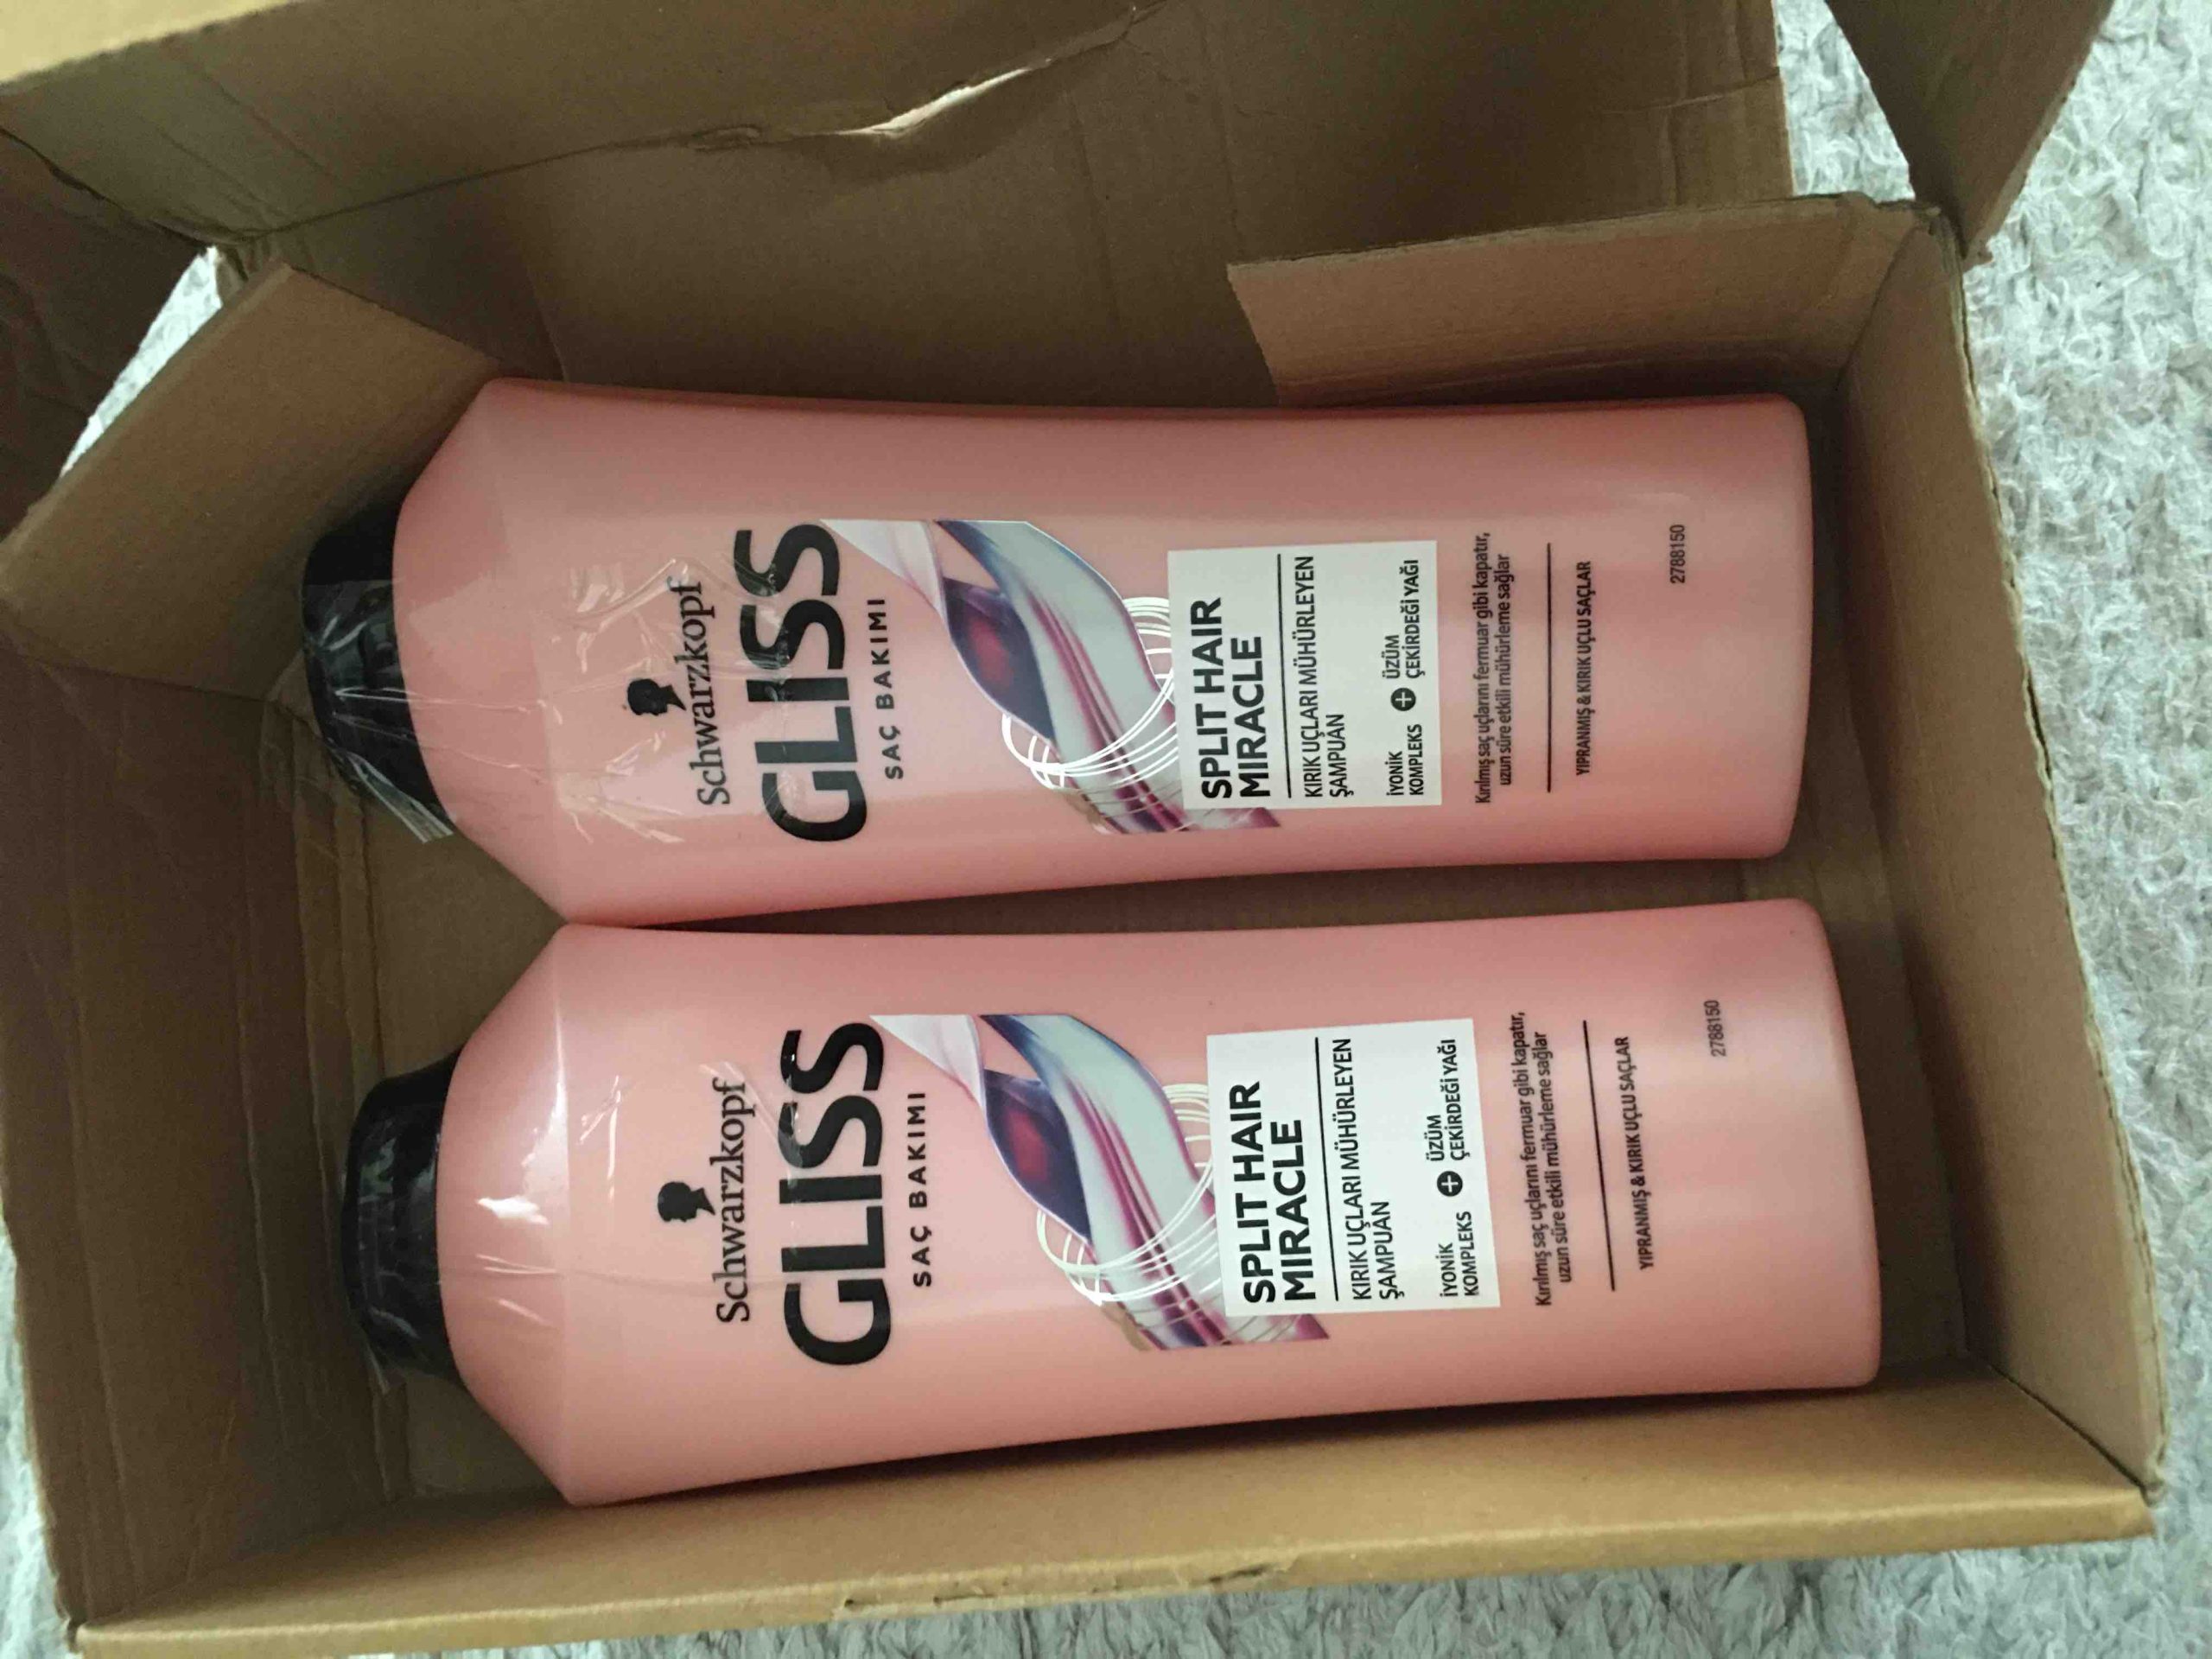 Schwarzkopf
GLISS
SAÇ BAKIMI
SPLIT HAIR
MIRACLE
KIRIK UÇLARI MÜHÜRLEYEN
ŞAMPUAN
İYONİK
KOMPLEKS
+
ÜZÜM
ÇEKİRDEĞİ YAĞI
Kırılmış saç uçlarını fermuar gibi kapatır,
uzun süre etkili mühürleme sağlar
YIPRANMIŞ & KIRIK UÇLU SAÇLAR
2788150
Schwarzkopf
GLISS
SAÇ BAKIMI
SPLIT HAIR
MIRACLE
KIRIK UÇLARI MÜHÜRLEYEN
ŞAMPUAN
İYONİK
KOMPLEKS
+
ÜZÜM
ÇEKİRDEĞİ YAĞI
Kırılmış saç uçlarını fermuar gibi kapatır,
uzun süre etkili mühürleme sağlar
YIPRANMIŞ & KIRIK UÇLU SAÇLAR
2788150